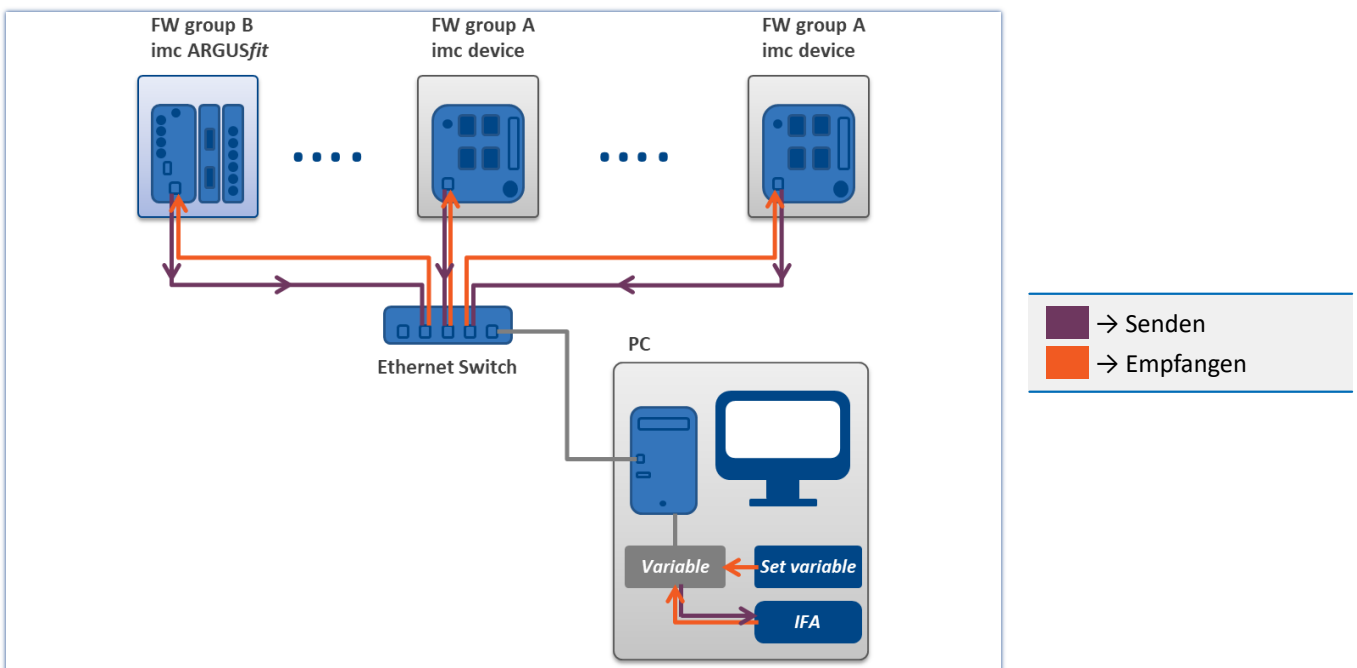 FW group B
imc ARGUSfit
FW group A
imc device
FW group A
imc device
Ethernet Switch
PC
Variable
Set variable
IFA
→ Senden
→ Empfangen